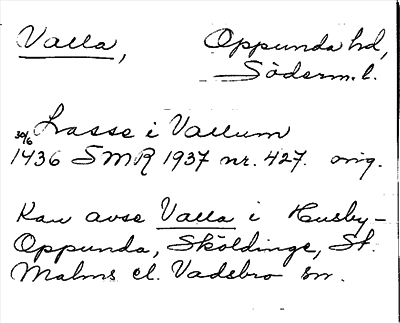 Valla, Oppunda hd,
Söderm. l.
Lasse i Vallum
30/6 1436 SMR 1937 nr. 427. orig.
Kan avse Valla i Husby-
Oppunda, Sköldinge, St.
Malms el. Vadsbro sn.